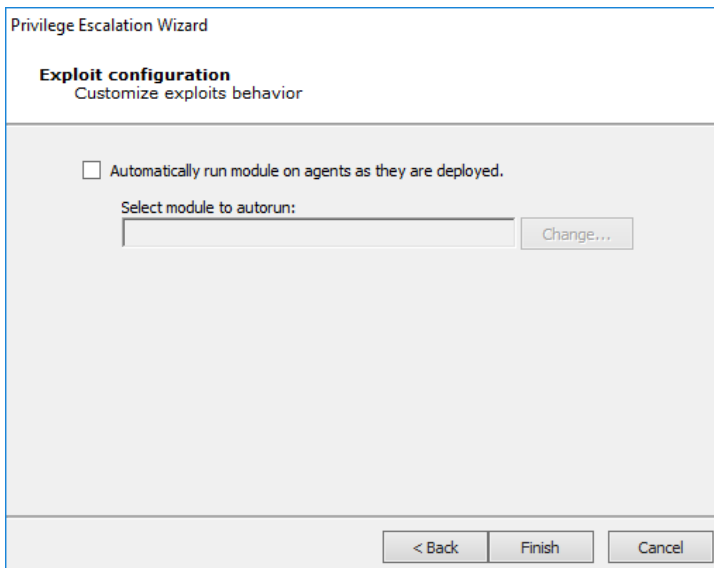 Privilege Escalation Wizard
Exploit configuration
Customize exploits behavior
Automatically run module on agents as they are deployed.
Select module to autorun:
Change...
< Back
Finish
Cancel